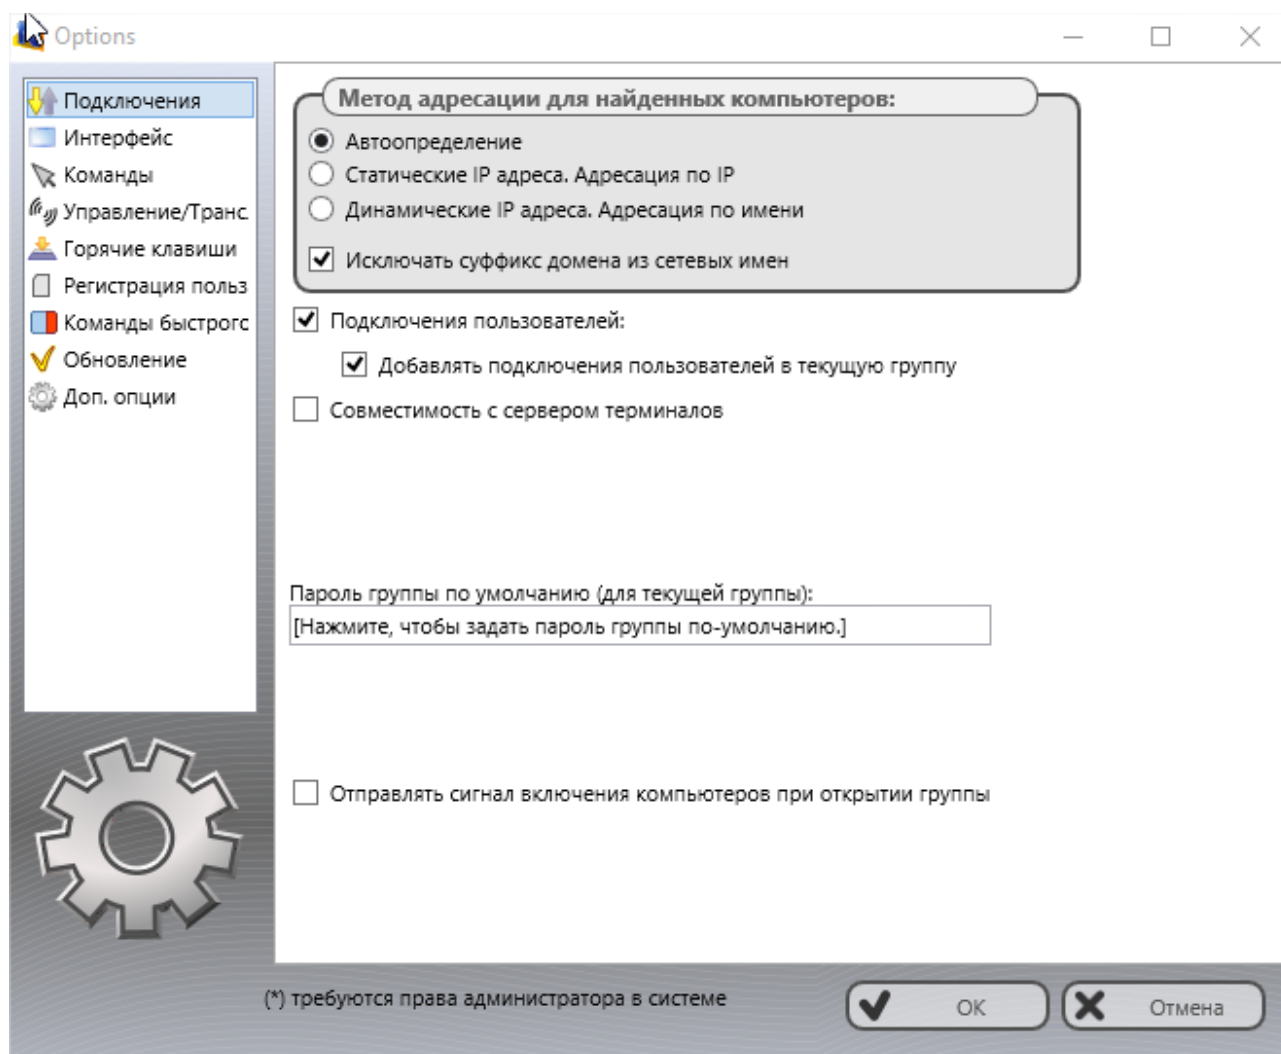 Options
Подключения
Интерфейс
Команды
Управление/Транс.
Горячие клавиши
Регистрация польз
Команды быстрого
Обновление
Доп. опции
Метод адресации для найденных компьютеров:
Автоопределение
Статические IP адреса. Адресация по IP
Динамические IP адреса. Адресация по имени
Исключать суффикс домена из сетевых имен
Подключения пользователей:
Добавлять подключения пользователей в текущую группу
Совместимость с сервером терминалов
Пароль группы по умолчанию (для текущей группы):
[Нажмите, чтобы задать пароль группы по-умолчанию.]
Отправлять сигнал включения компьютеров при открытии группы
(*) требуются права администратора в системе
OK
Отмена